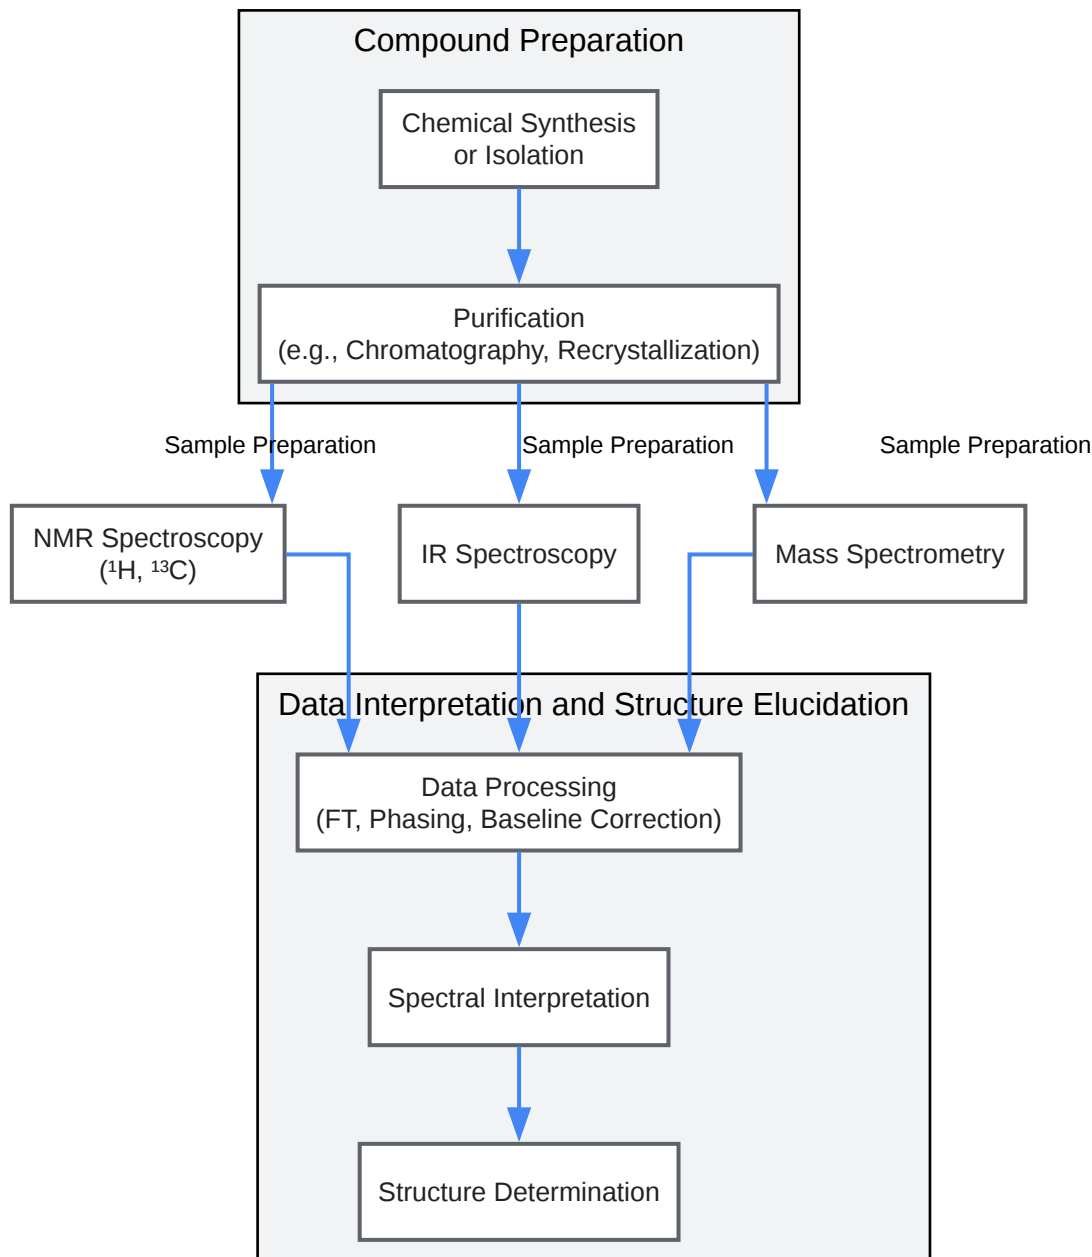 Compound Preparation
Chemical Synthesis
or Isolation
Purification
(e.g., Chromatography, Recrystallization)
Sample Preparation
Sample Preparation
Sample Preparation
NMR Spectroscopy
(¹H, ¹³C)
IR Spectroscopy
Mass Spectrometry
Data Interpretation and Structure Elucidation
Data Processing
(FT, Phasing, Baseline Correction)
Spectral Interpretation
Structure Determination